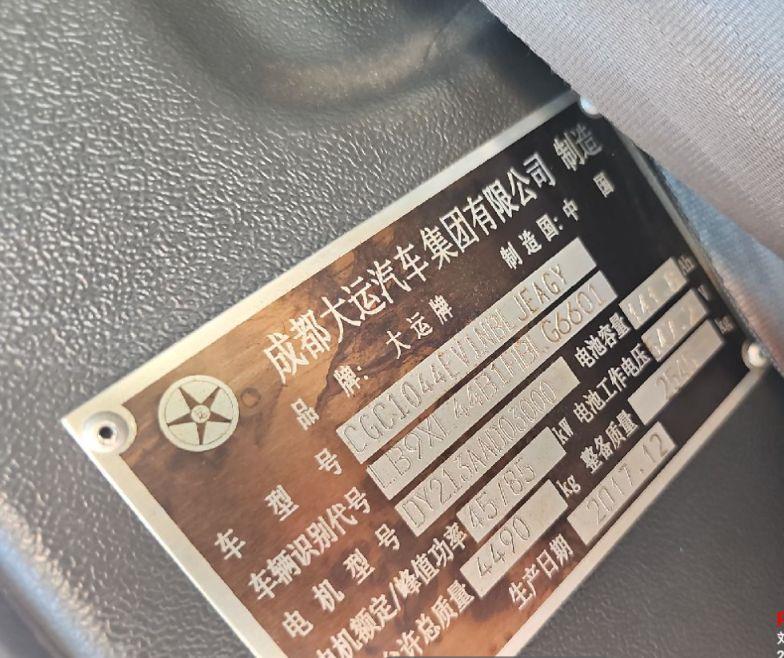 成都大运汽车集团有限公司 制造
品 牌: 大运牌 制造国: 中 国
车 型 号 CGC1044EV1NBLJEAGY
车辆识别代号 电池容量 Ah
电 机 型 号 DY213AAD03000 电池工作电压 V
电机额定/峰值功率 45/85 kW 整备质量 kg
允许总质量 4490 kg 生产日期 2017.12